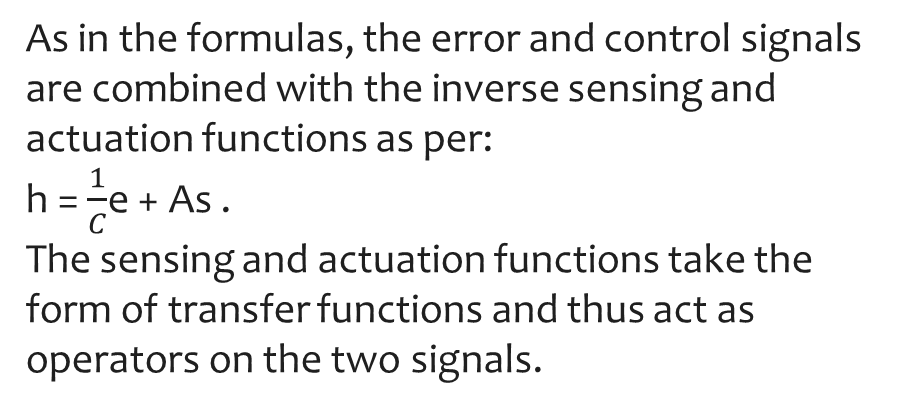 As in the formulas, the error and control signals
are combined with the inverse sensing and
actuation functions as per:
h = \frac{1}{C}e + As .
The sensing and actuation functions take the
form of transfer functions and thus act as
operators on the two signals.